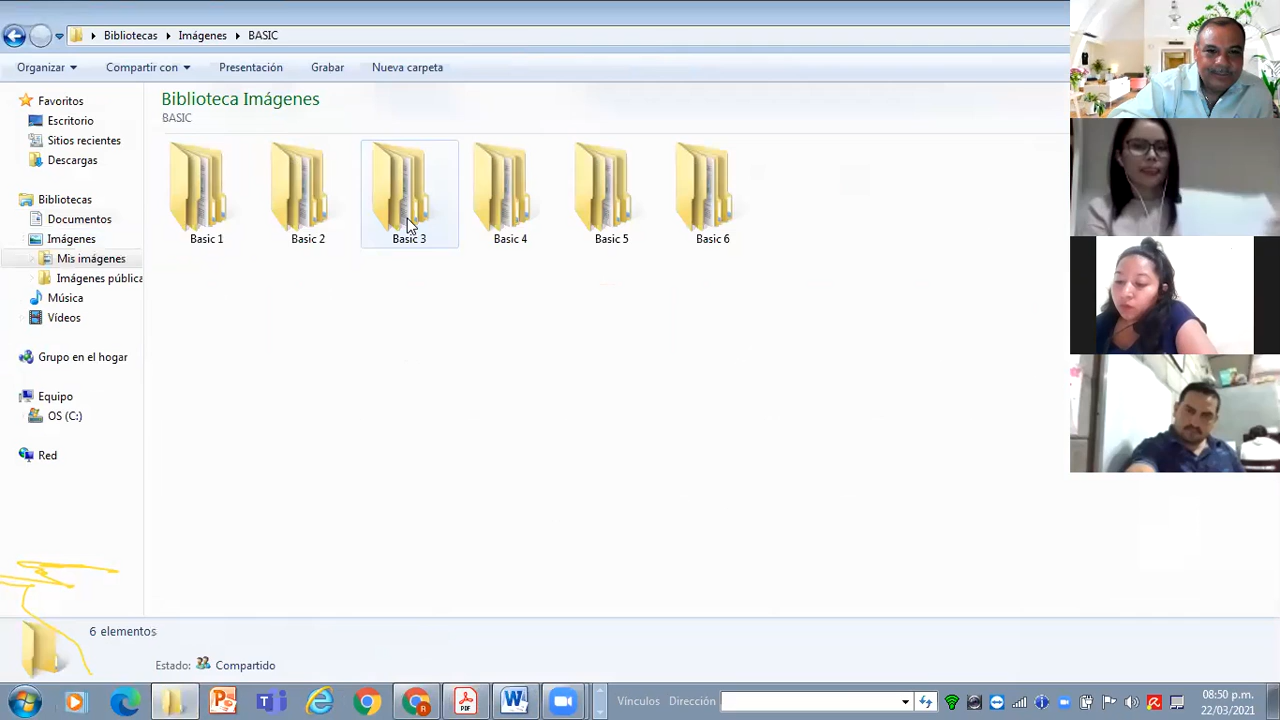 Bibliotecas Imágenes BASIC
Organizar Compartir con Presentación Grabar Nueva carpeta
Favoritos
Escritorio
Sitios recientes
Descargas
Bibliotecas
Documentos
Imágenes
Mis imágenes
Imágenes pública
Música
Vídeos
Grupo en el hogar
Equipo
OS (C:)
Red
Biblioteca Imágenes
BASIC
Basic 1 Basic 2 Basic 3 Basic 4 Basic 5 Basic 6
6 elementos
Estado: Compartido
Vínculos Dirección
08:50 p.m.
22/03/2021